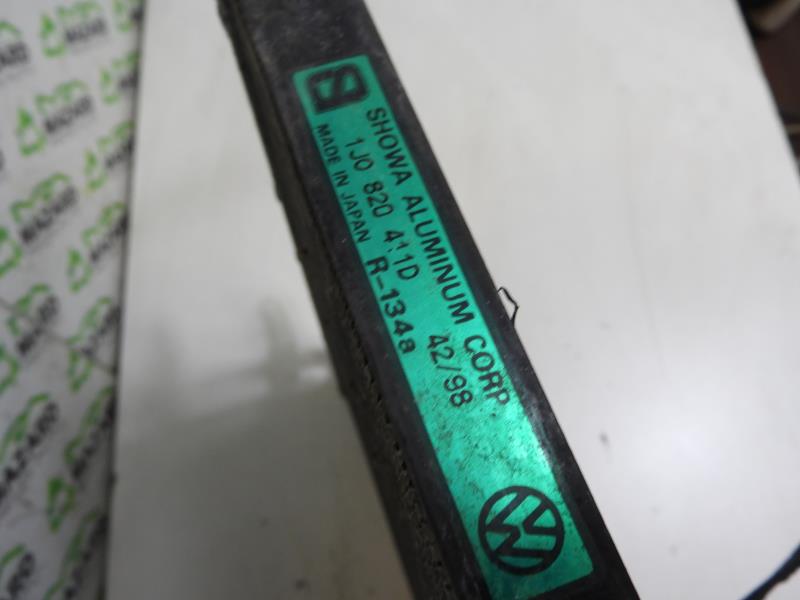 SHOWA ALUMINUM CORP
1J0 820 411D 42/98
MADE IN JAPAN R-134a